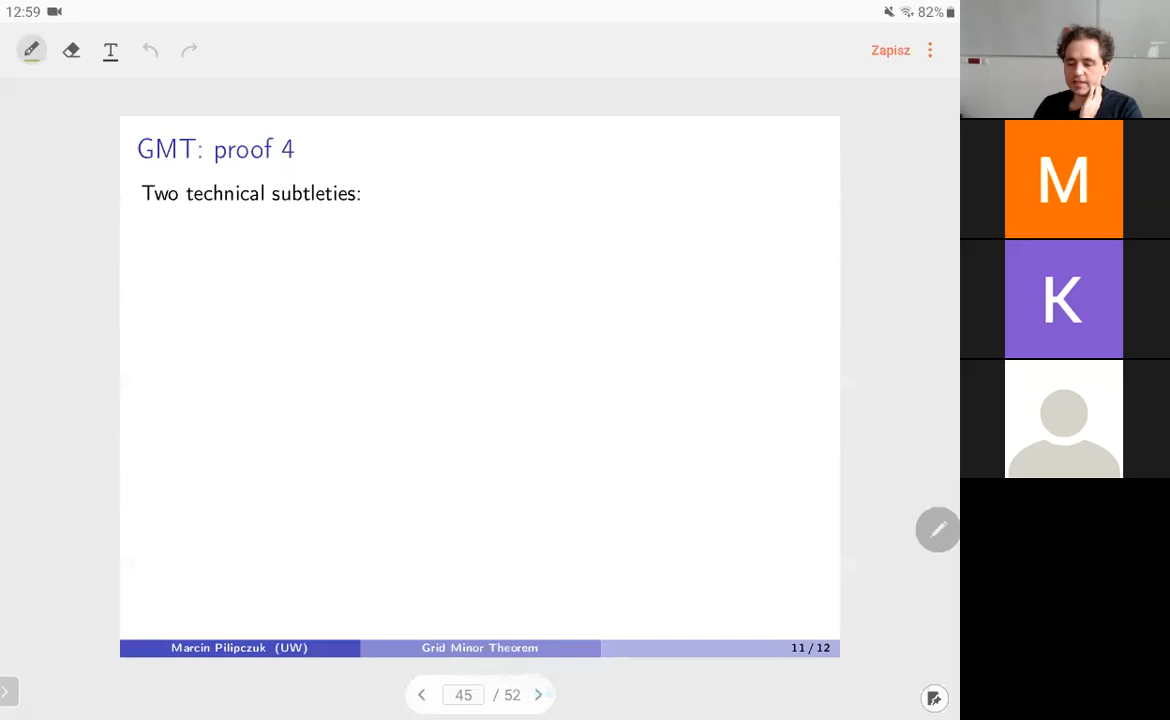 12:59
82%
T
Zapisz
GMT: proof 4
Two technical subtleties:
Marcin Pilipczuk (UW)
Grid Minor Theorem
11 / 12
45 / 52
M
K